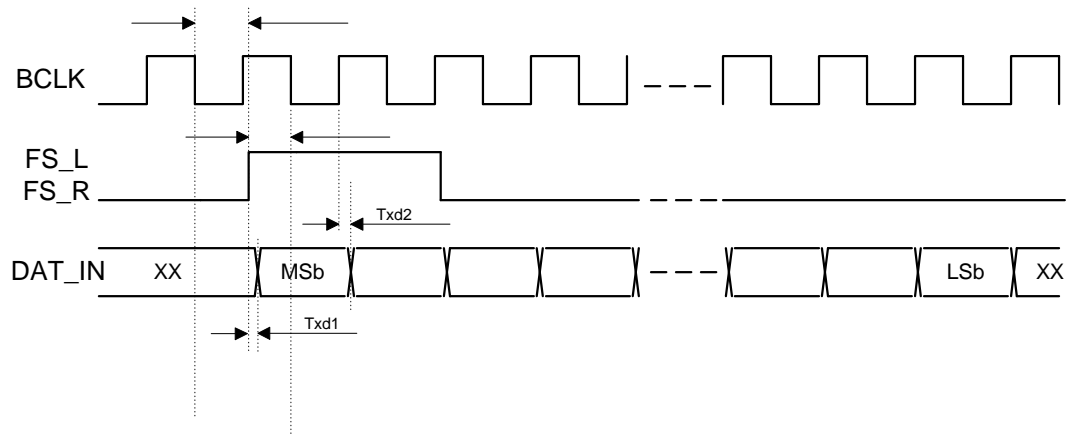 BCLK
FS_L
FS_R
Txd2
DAT_IN XX MSb LSb XX
Txd1